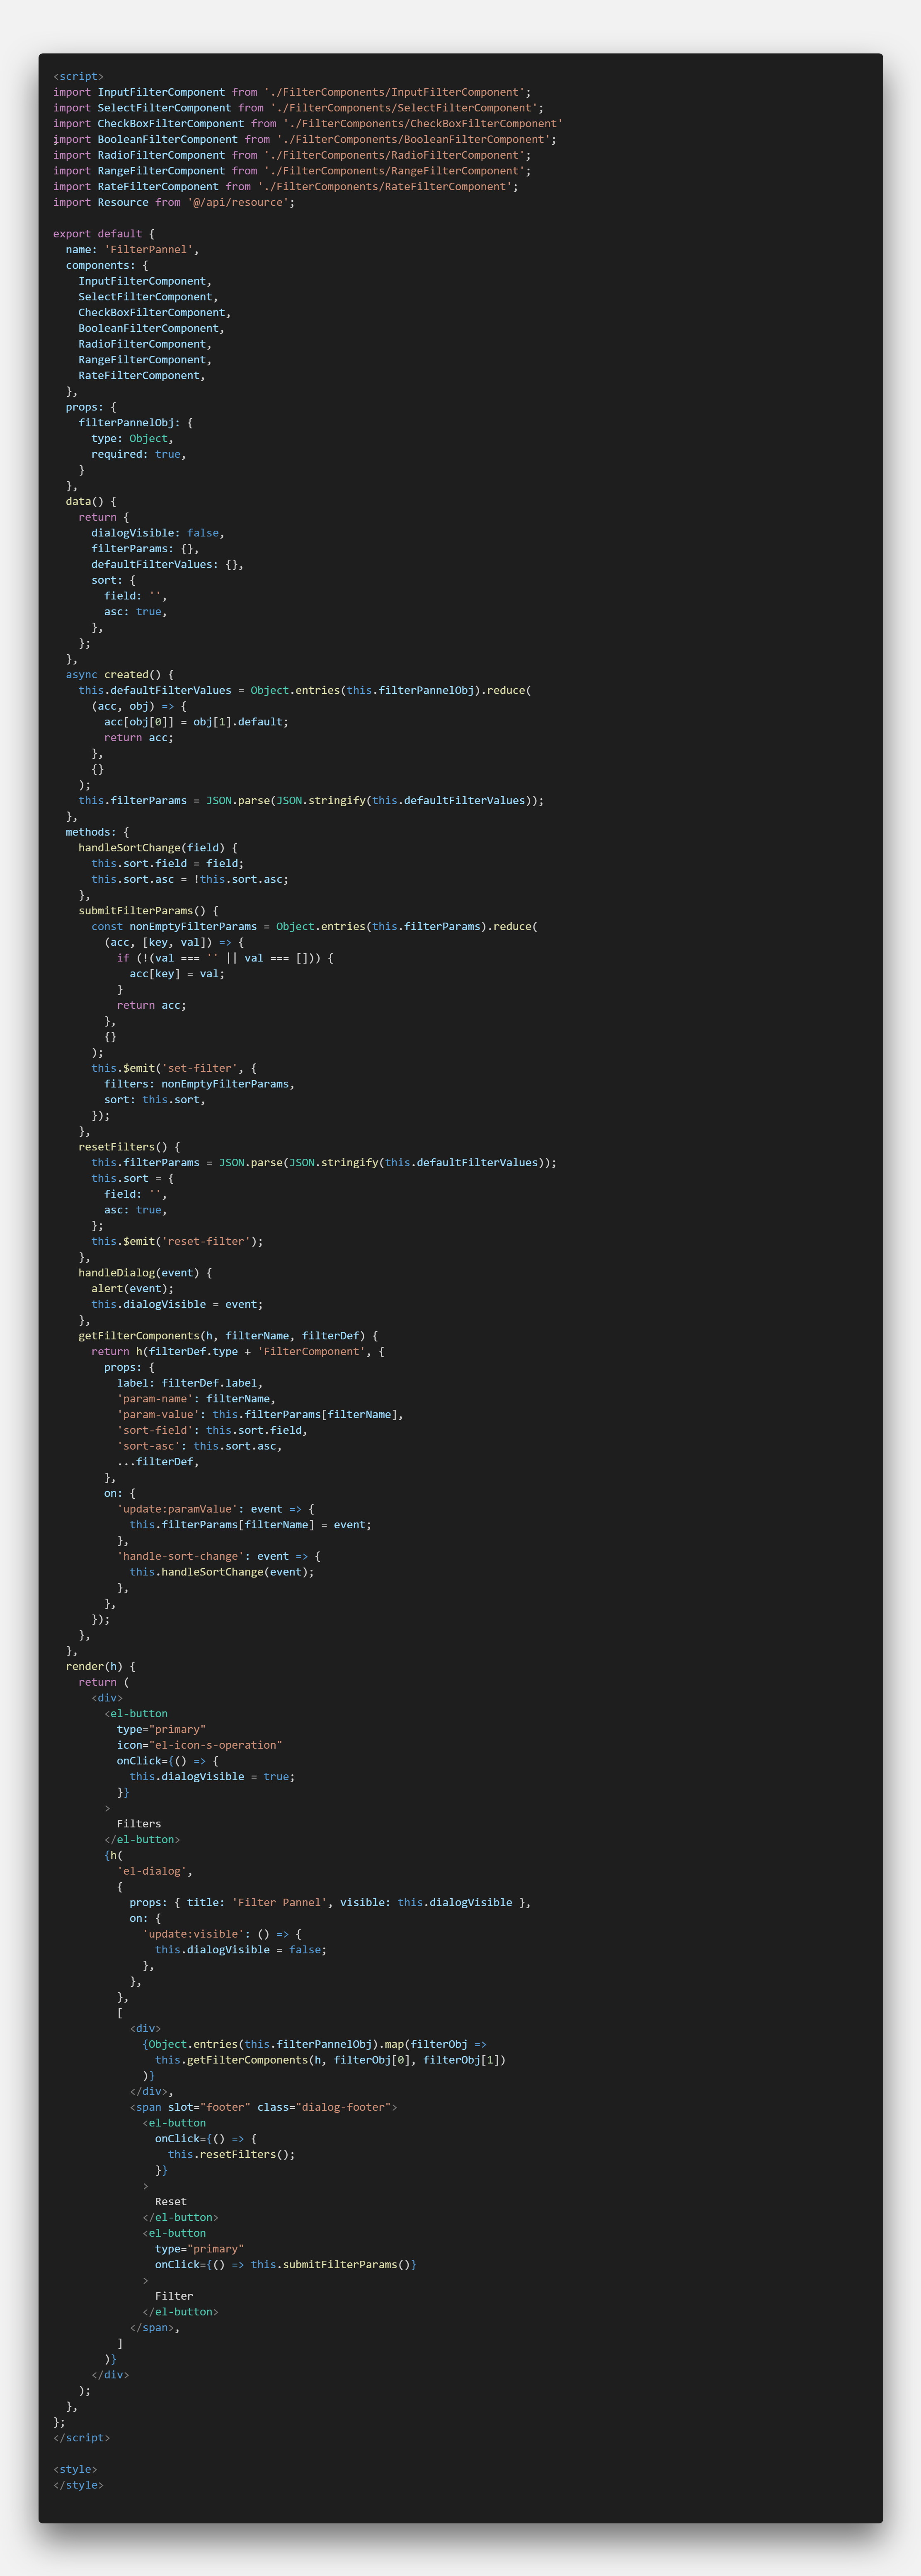 <script>
import InputFilterComponent from './FilterComponents/InputFilterComponent';
import SelectFilterComponent from './FilterComponents/SelectFilterComponent';
import CheckBoxFilterComponent from './FilterComponents/CheckBoxFilterComponent'
;
import BooleanFilterComponent from './FilterComponents/BooleanFilterComponent';
import RadioFilterComponent from './FilterComponents/RadioFilterComponent';
import RangeFilterComponent from './FilterComponents/RangeFilterComponent';
import RateFilterComponent from './FilterComponents/RateFilterComponent';
import Resource from '@/api/resource';

export default {
  name: 'FilterPannel',
  components: {
    InputFilterComponent,
    SelectFilterComponent,
    CheckBoxFilterComponent,
    BooleanFilterComponent,
    RadioFilterComponent,
    RangeFilterComponent,
    RateFilterComponent,
  },
  props: {
    filterPannelObj: {
      type: Object,
      required: true,
    }
  },
  data() {
    return {
      dialogVisible: false,
      filterParams: {},
      defaultFilterValues: {},
      sort: {
        field: '',
        asc: true,
      },
    };
  },
  async created() {
    this.defaultFilterValues = Object.entries(this.filterPannelObj).reduce(
      (acc, obj) => {
        acc[obj[0]] = obj[1].default;
        return acc;
      },
      {}
    );
    this.filterParams = JSON.parse(JSON.stringify(this.defaultFilterValues));
  },
  methods: {
    handleSortChange(field) {
      this.sort.field = field;
      this.sort.asc = !this.sort.asc;
    },
    submitFilterParams() {
      const nonEmptyFilterParams = Object.entries(this.filterParams).reduce(
        (acc, [key, val]) => {
          if (!(val === '' || val === [])) {
            acc[key] = val;
          }
          return acc;
        },
        {}
      );
      this.$emit('set-filter', {
        filters: nonEmptyFilterParams,
        sort: this.sort,
      });
    },
    resetFilters() {
      this.filterParams = JSON.parse(JSON.stringify(this.defaultFilterValues));
      this.sort = {
        field: '',
        asc: true,
      };
      this.$emit('reset-filter');
    },
    handleDialog(event) {
      alert(event);
      this.dialogVisible = event;
    },
    getFilterComponents(h, filterName, filterDef) {
      return h(filterDef.type + 'FilterComponent', {
        props: {
          label: filterDef.label,
          'param-name': filterName,
          'param-value': this.filterParams[filterName],
          'sort-field': this.sort.field,
          'sort-asc': this.sort.asc,
          ...filterDef,
        },
        on: {
          'update:paramValue': event => {
            this.filterParams[filterName] = event;
          },
          'handle-sort-change': event => {
            this.handleSortChange(event);
          },
        },
      });
    },
  },
  render(h) {
    return (
      <div>
        <el-button
          type="primary"
          icon="el-icon-s-operation"
          onClick={() => {
            this.dialogVisible = true;
          }}
        >
          Filters
        </el-button>
        {h(
          'el-dialog',
          {
            props: { title: 'Filter Pannel', visible: this.dialogVisible },
            on: {
              'update:visible': () => {
                this.dialogVisible = false;
              },
            },
          },
          [
            <div>
              {Object.entries(this.filterPannelObj).map(filterObj =>
                this.getFilterComponents(h, filterObj[0], filterObj[1])
              )}
            </div>,
            <span slot="footer" class="dialog-footer">
              <el-button
                onClick={() => {
                  this.resetFilters();
                }}
              >
                Reset
              </el-button>
              <el-button
                type="primary"
                onClick={() => this.submitFilterParams()}
              >
                Filter
              </el-button>
            </span>,
          ]
        )}
      </div>
    );
  },
};
</script>

<style>
</style>